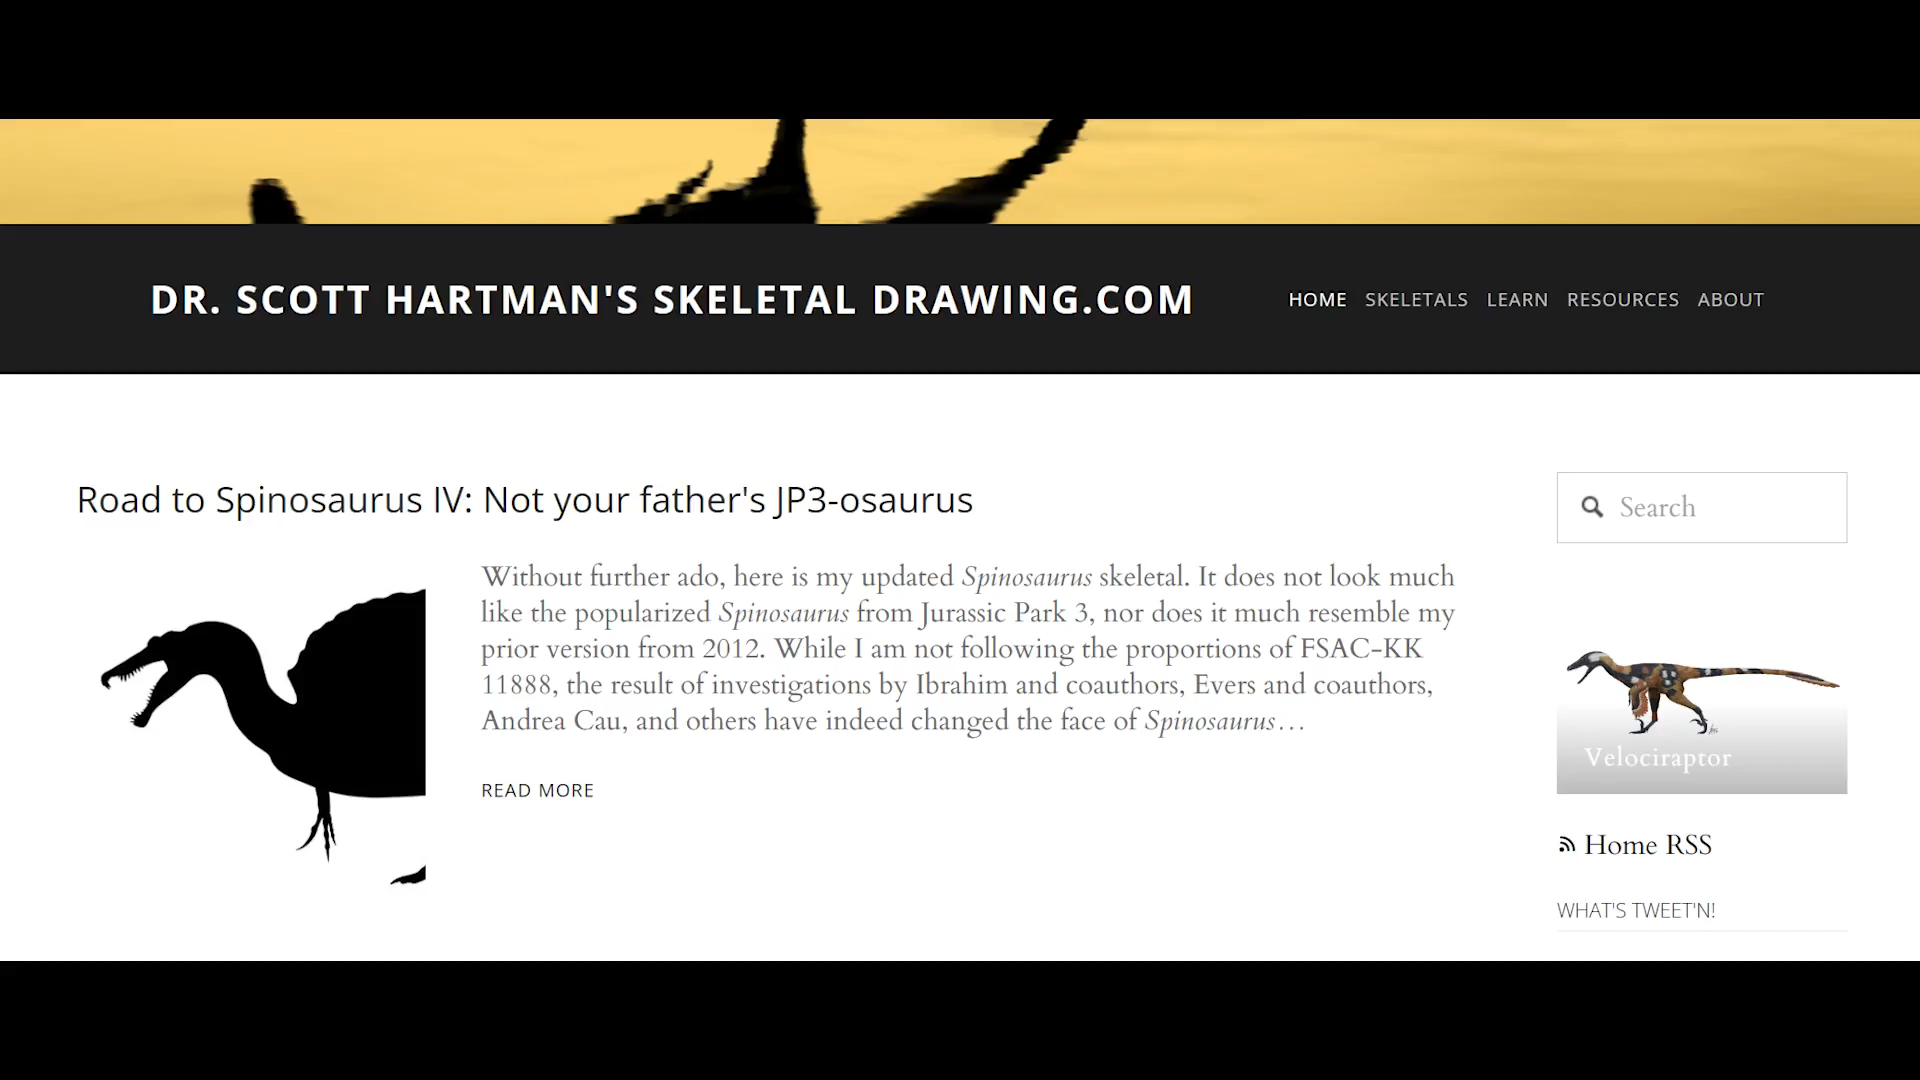 DR. SCOTT HARTMAN'S SKELETAL DRAWING.COM
HOME SKELETALS LEARN RESOURCES ABOUT
Road to Spinosaurus IV: Not your father's JP3-osaurus
Without further ado, here is my updated Spinosaurus skeletal. It does not look much
like the popularized Spinosaurus from Jurassic Park 3, nor does it much resemble my
prior version from 2012. While I am not following the proportions of FSAC-KK
11888, the result of investigations by Ibrahim and coauthors, Evers and coauthors,
Andrea Cau, and others have indeed changed the face of Spinosaurus…
READ MORE
Search
Velociraptor
Home RSS
WHAT'S TWEET'N!